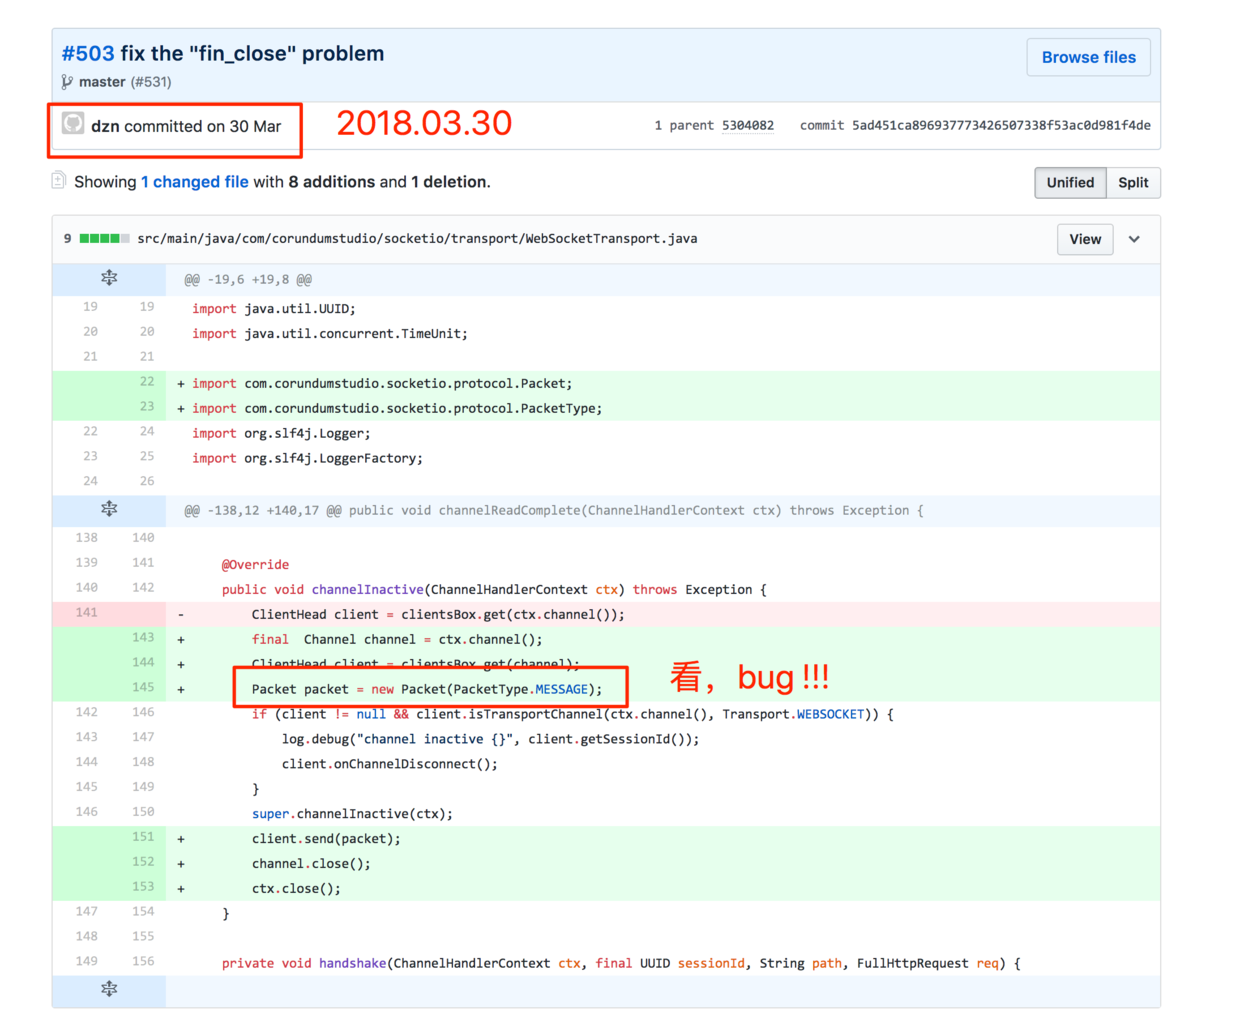 #503 fix the "fin_close" problem
Browse files
master (#531)
dzn committed on 30 Mar
2018.03.30
1 parent 5304082 commit 5ad451ca896937773426507338f53ac0d981f4de
Showing 1 changed file with 8 additions and 1 deletion.
Unified Split
9 src/main/java/com/corundumstudio/socketio/transport/WebSocketTransport.java
View
@@ -19,6 +19,8 @@
19 19 import java.util.UUID;
20 20 import java.util.concurrent.TimeUnit;
21 21
22 + import com.corundumstudio.socketio.protocol.Packet;
23 + import com.corundumstudio.socketio.protocol.PacketType;
22 24 import org.slf4j.Logger;
23 25 import org.slf4j.LoggerFactory;
24 26
@@ -138,12 +140,17 @@ public void channelReadComplete(ChannelHandlerContext ctx) throws Exception {
138 140
139 141 @Override
140 142 public void channelInactive(ChannelHandlerContext ctx) throws Exception {
141 - ClientHead client = clientsBox.get(ctx.channel());
143 + final Channel channel = ctx.channel();
144 + ClientHead client = clientsBox.get(channel);
145 + Packet packet = new Packet(PacketType.MESSAGE);
看，bug !!!
142 146 if (client != null && client.isTransportChannel(ctx.channel(), Transport.WEBSOCKET)) {
143 147 log.debug("channel inactive {}", client.getSessionId());
144 148 client.onChannelDisconnect();
145 149 }
146 150 super.channelInactive(ctx);
151 + client.send(packet);
152 + channel.close();
153 + ctx.close();
147 154 }
148 155
149 156 private void handshake(ChannelHandlerContext ctx, final UUID sessionId, String path, FullHttpRequest req) {